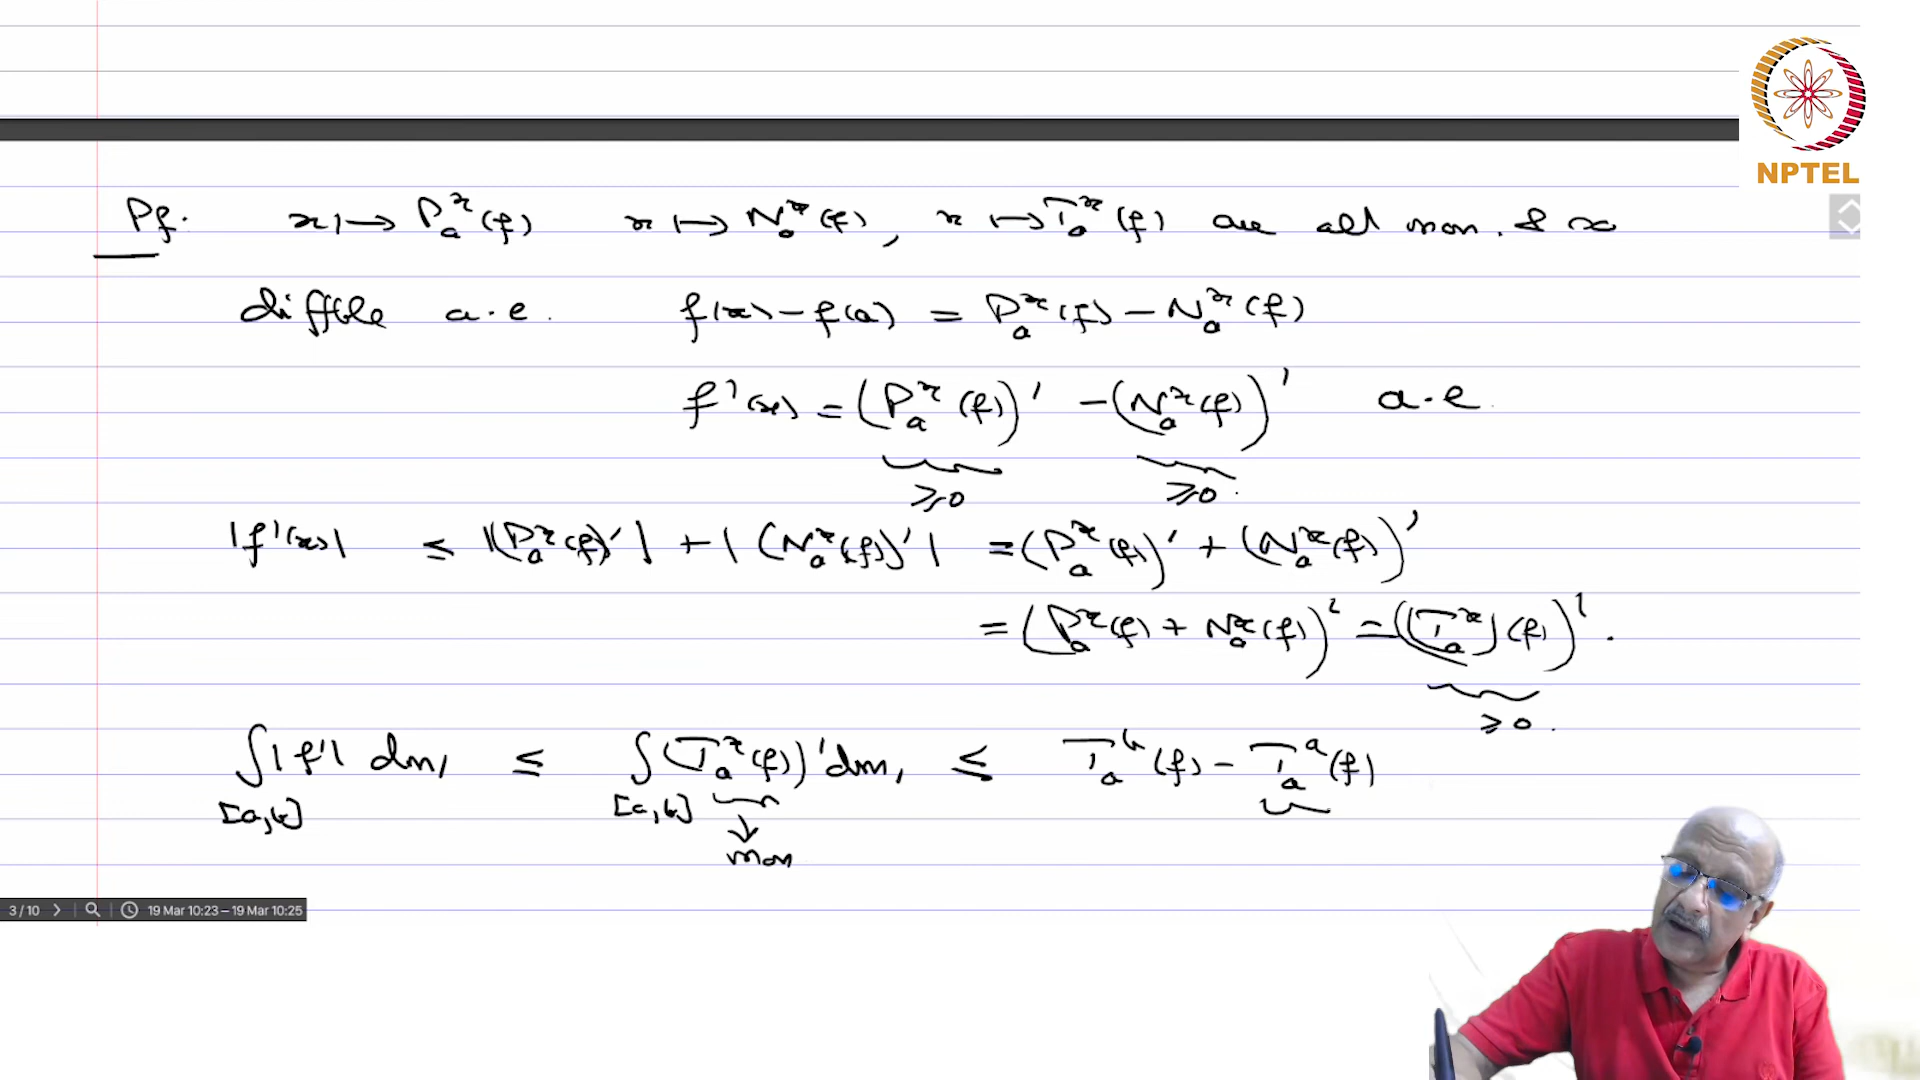 NPTEL
Pf. x ↦ P_a^x(f) x ↦ N_a^x(f), x ↦ T_a^x(f) are all mon. & so
diffble a.e. f(x) - f(a) = P_a^x(f) - N_a^x(f)
f'(x) = (P_a^x(f))' - (N_a^x(f))' a.e.
≥0 ≥0.
|f'(x)| ≤ |(P_a^x(f))'| + |(N_a^x(f))'| = (P_a^x(f))' + (N_a^x(f))'
= (P_a^x(f) + N_a^x(f))' = ((T_a^x)(f))'.
≥0.
∫|f'| dm_1 ≤ ∫(T_a^x(f))' dm_1 ≤ T_a^b(f) - T_a^a(f)
[a,b] [a,b]
↓
mon
3 / 10 > 19 Mar 10:23 – 19 Mar 10:25